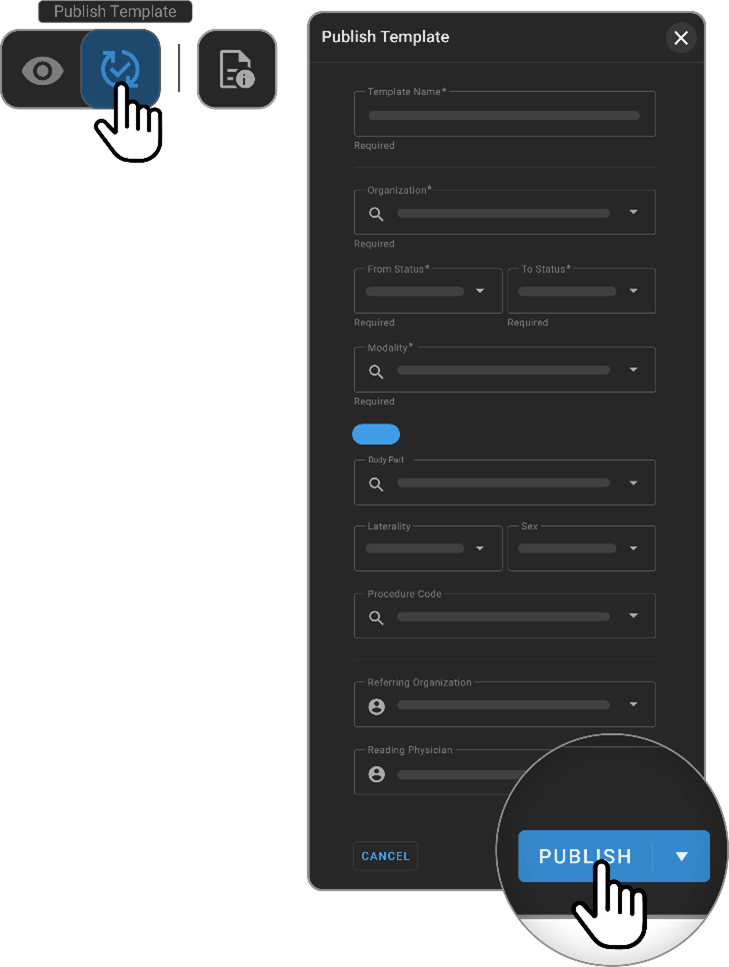 Publish Template
Publish Template
Template Name*
Required
Organization*
Required
From Status* To Status*
Required Required
Modality*
Required
Body Part
Laterality Sex
Procedure Code
Referring Organization
Reading Physician
CANCEL PUBLISH